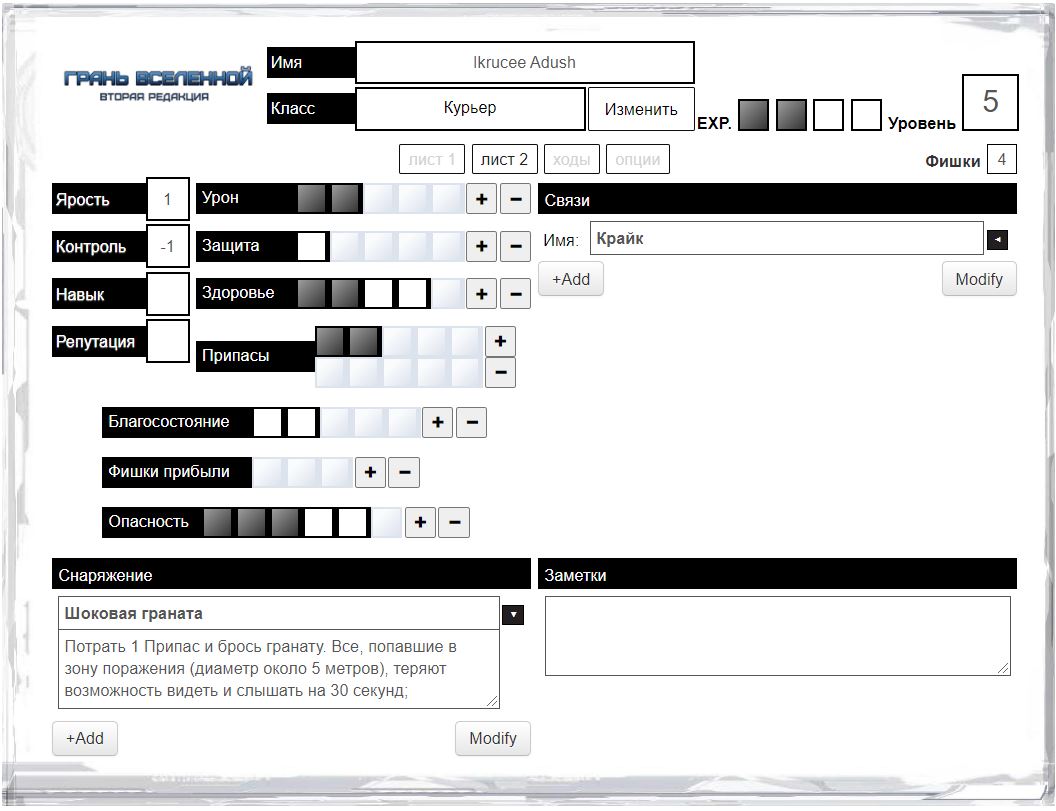 ГРАНЬ ВСЕЛЕННОЙ
ВТОРАЯ РЕДАКЦИЯ
Имя
Ikrucee Adush
Класс
Курьер
Изменить
EXP.
Уровень
5
лист 1
лист 2
ходы
опции
Фишки
4
Ярость
1
Контроль
-1
Навык
Репутация
Урон
+
−
Защита
+
−
Здоровье
+
−
Припасы
+
−
Благосостояние
+
−
Фишки прибыли
+
−
Опасность
+
−
Связи
Имя:
Крайк
+Add
Modify
Снаряжение
Шоковая граната
Потрать 1 Припас и брось гранату. Все, попавшие в
зону поражения (диаметр около 5 метров), теряют
возможность видеть и слышать на 30 секунд;
+Add
Modify
Заметки